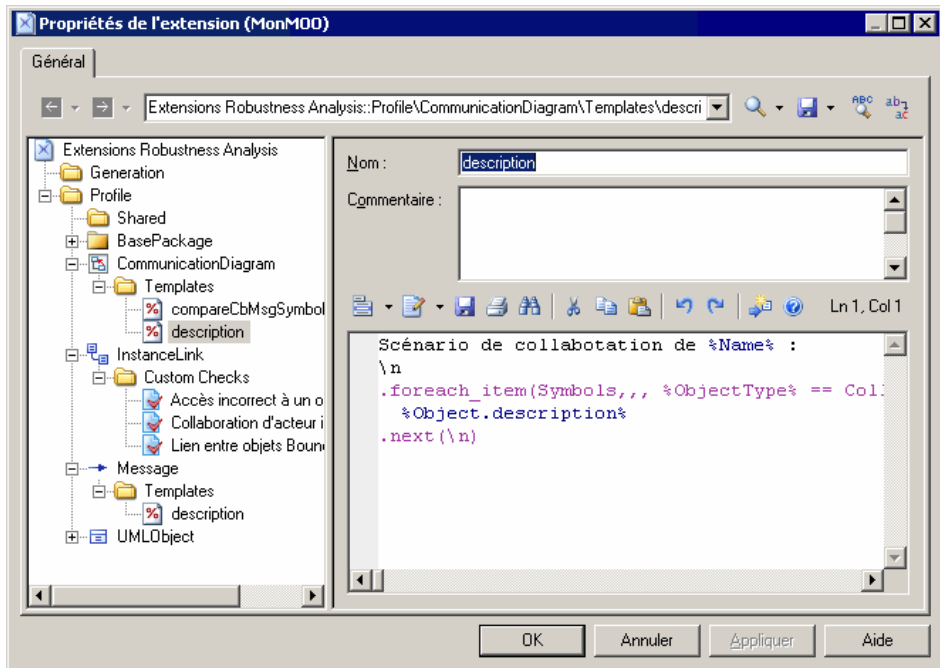 Propriétés de l'extension (MonMOO)
Général
Extensions Robustness Analysis::Profile\CommunicationDiagram\Templates\descri
ABC
ab
ac
Extensions Robustness Analysis
Generation
Profile
Shared
BasePackage
CommunicationDiagram
Templates
compareCbMsgSymbol
description
InstanceLink
Custom Checks
Accès incorrect à un o
Collaboration d'acteur i
Lien entre objets Boun
Message
Templates
description
UMLObject
Nom :
description
Commentaire :
Ln 1, Col 1
Scénario de collabotation de %Name% :
\n
.foreach_item(Symbols,,, %ObjectType% == Col
%Object.description%
.next(\n)
OK
Annuler
Appliquer
Aide